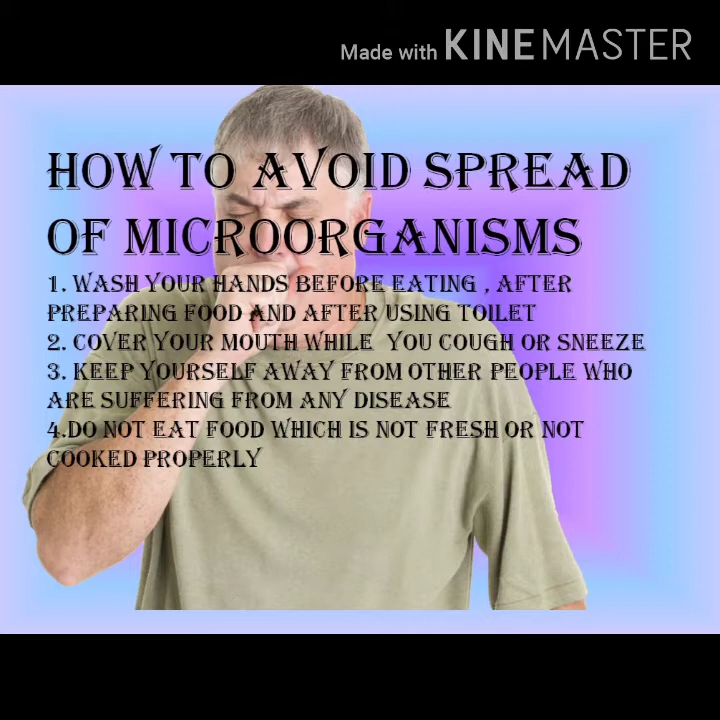 Made with KINEMASTER
HOW TO AVOID SPREAD
OF MICROORGANISMS
1. WASH YOUR HANDS BEFORE EATING , AFTER
PREPARING FOOD AND AFTER USING TOILET
2. COVER YOUR MOUTH WHILE YOU COUGH OR SNEEZE
3. KEEP YOURSELF AWAY FROM OTHER PEOPLE WHO
ARE SUFFERING FROM ANY DISEASE
4.DO NOT EAT FOOD WHICH IS NOT FRESH OR NOT
COOKED PROPERLY